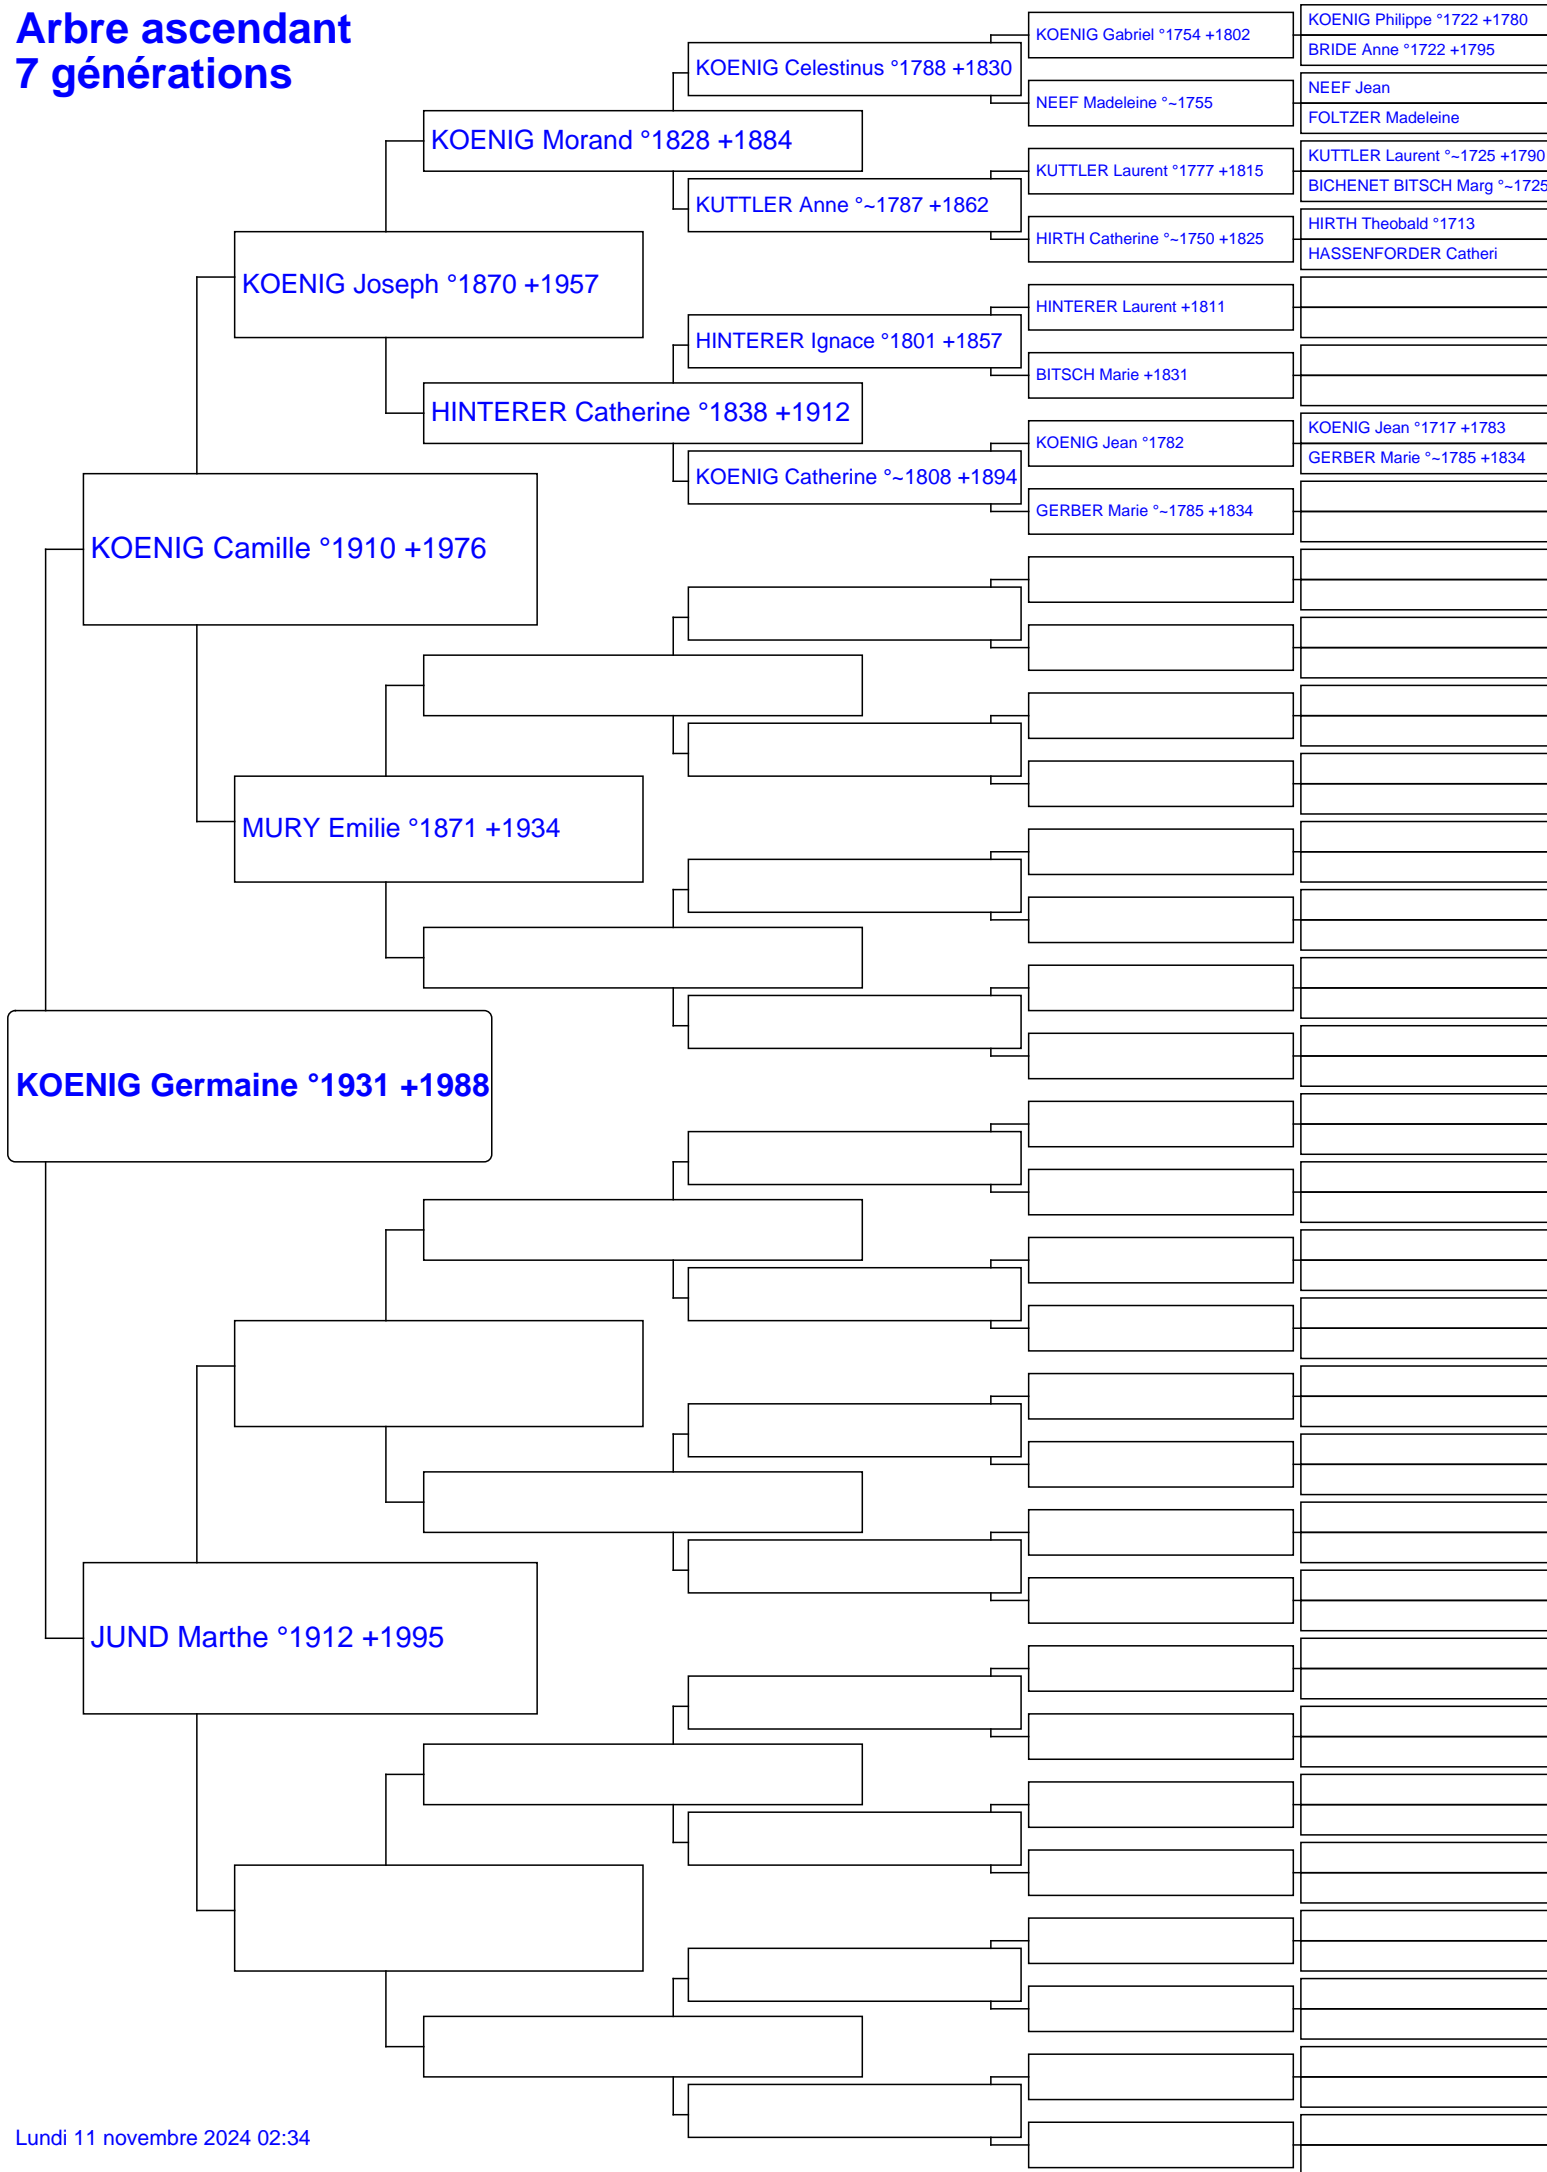 Arbre ascendant
7 générations
KOENIG Gabriel °1754 +1802
KOENIG Philippe °1722 +1780
BRIDE Anne °1722 +1795
KOENIG Celestinus °1788 +1830
NEEF Madeleine °~1755
NEEF Jean
FOLTZER Madeleine
KOENIG Morand °1828 +1884
KUTTLER Laurent °1777 +1815
KUTTLER Laurent °~1725 +1790
BICHENET BITSCH Marg °~1725
KUTTLER Anne °~1787 +1862
HIRTH Catherine °~1750 +1825
HIRTH Theobald °1713
HASSENFORDER Catheri
KOENIG Joseph °1870 +1957
HINTERER Laurent +1811
HINTERER Ignace °1801 +1857
BITSCH Marie +1831
HINTERER Catherine °1838 +1912
KOENIG Jean °1782
KOENIG Jean °1717 +1783
GERBER Marie °~1785 +1834
KOENIG Catherine °~1808 +1894
GERBER Marie °~1785 +1834
KOENIG Camille °1910 +1976
MURY Emilie °1871 +1934
KOENIG Germaine °1931 +1988
JUND Marthe °1912 +1995
Lundi 11 novembre 2024 02:34